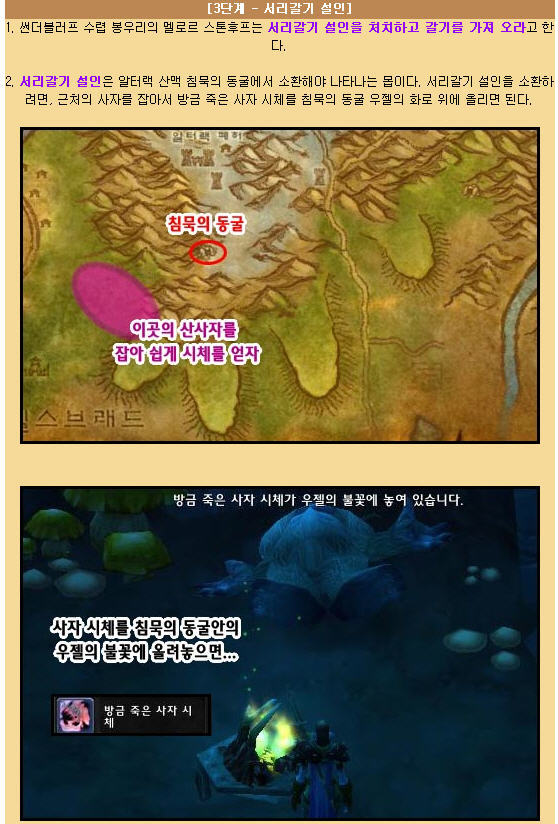 [3단계 - 서리갈기 설인]
1. 썬더블러프 수렵 봉우리의 멜로르 스톤후프는 서리갈기 설인을 처치하고 갈기를 가져 오라고 한
다.
2. 서리갈기 설인은 알터랙 산맥 침묵의 동굴에서 소환해야 나타나는 몹이다. 서리갈기 설인을 소환하
려면, 근처의 사자를 잡아서 방금 죽은 사자 시체를 침묵의 동굴 우젤의 화로 위에 올리면 된다.
알터랙 폐허
침묵의 동굴
이곳의 산사자를
잡아 쉽게 시체를 얻자
스브래드
방금 죽은 사자 시체가 우젤의 불꽃에 놓여 있습니다.
사자 시체를 침묵의 동굴안의
우젤의 불꽃에 올려놓으면...
방금 죽은 사자 시
체